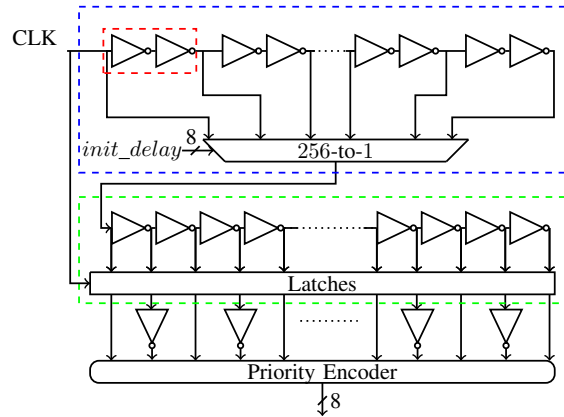 CLK
8
init_delay
256-to-1
Latches
Priority Encoder
8